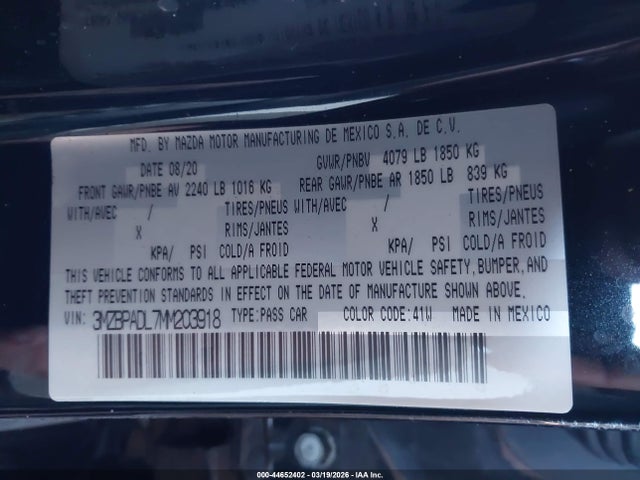 MFD. BY MAZDA MOTOR MANUFACTURING DE MEXICO S.A. DE C.V.
DATE 08/20 GVWR/PNBV 4079 LB 1850 KG
FRONT GAWR/PNBE AV 2240 LB 1016 KG REAR GAWR/PNBE AR 1850 LB 839 KG
WITH/AVEC / TIRES/PNEUS WITH/AVEC / TIRES/PNEUS
X RIMS/JANTES X RIMS/JANTES
KPA/ PSI COLD/A FROID KPA/ PSI COLD/A FROID
THIS VEHICLE CONFORMS TO ALL APPLICABLE FEDERAL MOTOR VEHICLE SAFETY, BUMPER, AND
THEFT PREVENTION STANDARDS IN EFFECT ON THE DATE OF MANUFACTURE SHOWN ABOVE.
VIN: 3MZBPADL7MM203918 TYPE:PASS CAR COLOR CODE:41W MADE IN MEXICO
000-44652402 - 03/19/2026 - IAA Inc.